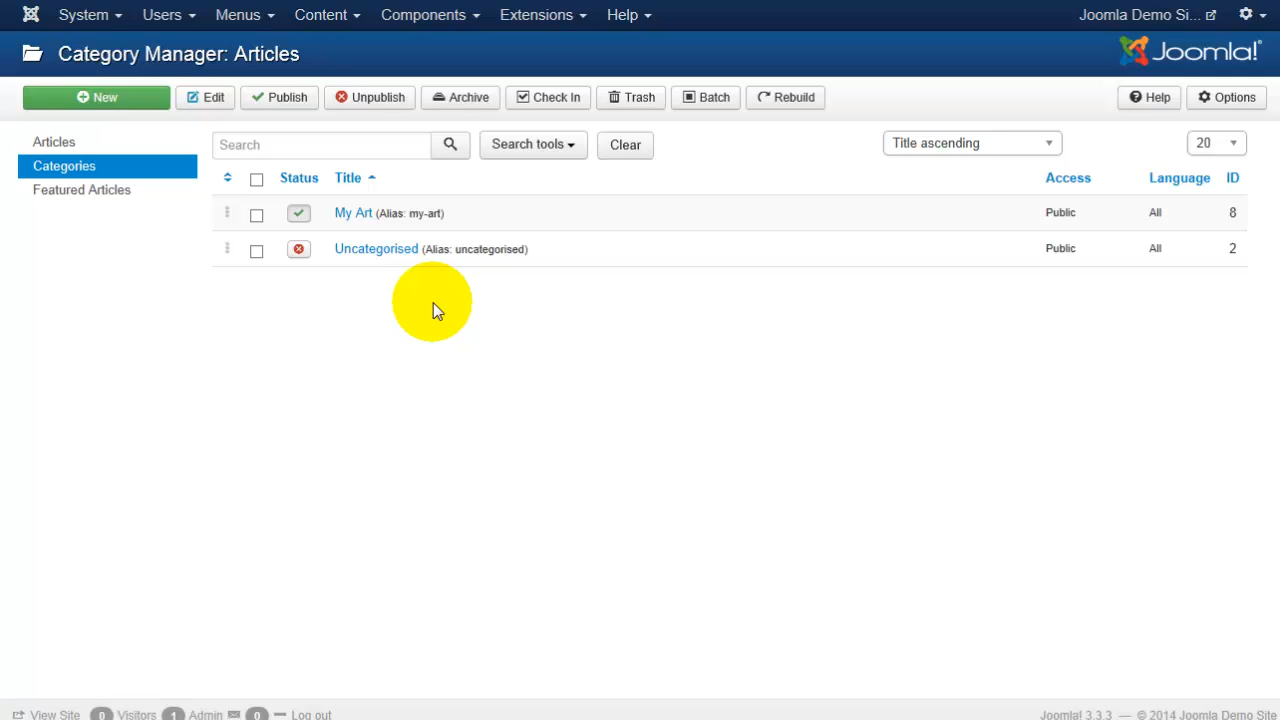 System Users Menus Content Components Extensions Help Joomla Demo Si...
Category Manager: Articles Joomla!®
New Edit Publish Unpublish Archive Check In Trash Batch Rebuild Help Options
Articles
Categories
Featured Articles
Search Search tools Clear Title ascending 20
Status Title Access Language ID
My Art (Alias: my-art) Public All 8
Uncategorised (Alias: uncategorised) Public All 2
View Site 0 Visitors 1 Admin 0 Log out Joomla! 3.3.3 — © 2014 Joomla Demo Site